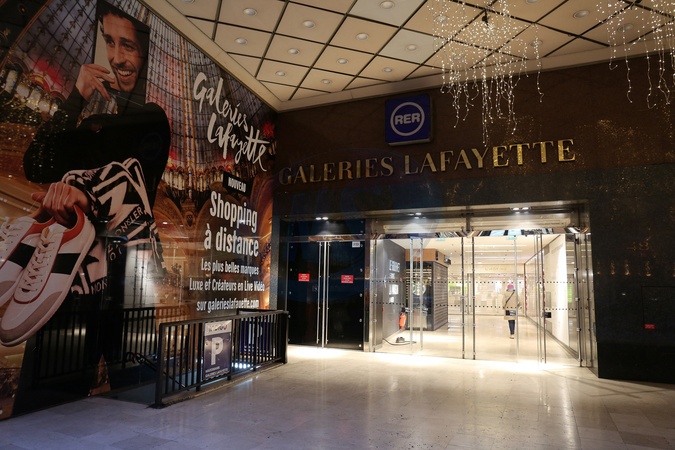 Galeries
Lafayette
NOUVEAU
Shopping
à distance
Les plus belles marques
Luxe et Créateurs en Live Vidéo
sur galerieslafayette.com
RER
GALERIES LAFAYETTE
P
MONCLER